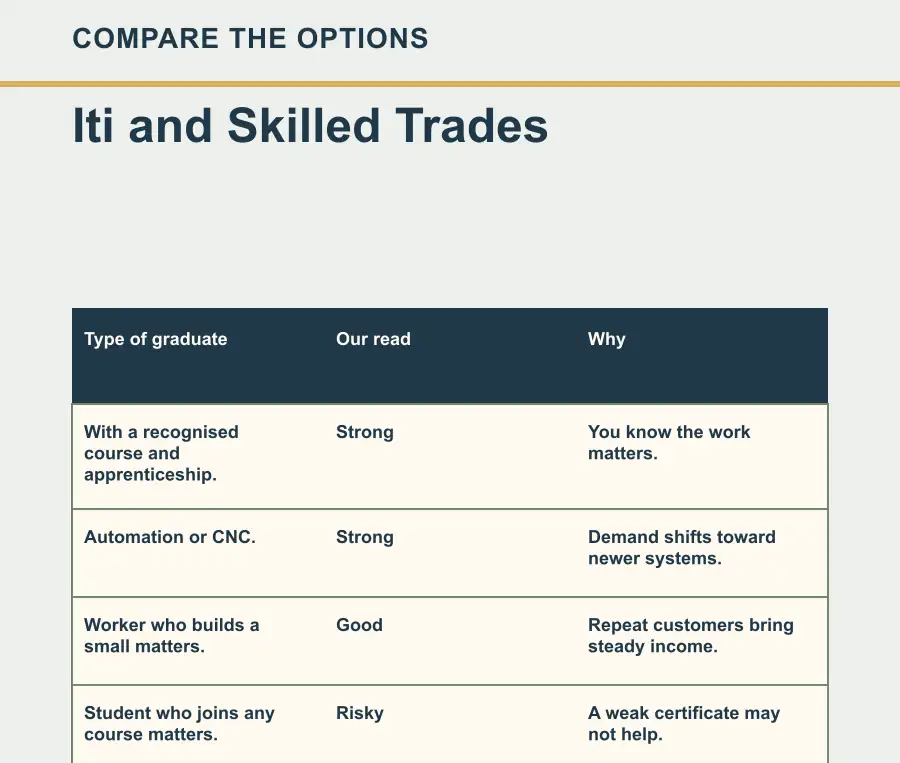 COMPARE THE OPTIONS
Iti and Skilled Trades
Type of graduate
Our read
Why
With a recognised
course and
apprenticeship.
Strong
You know the work
matters.
Automation or CNC.
Strong
Demand shifts toward
newer systems.
Worker who builds a
small matters.
Good
Repeat customers bring
steady income.
Student who joins any
course matters.
Risky
A weak certificate may
not help.